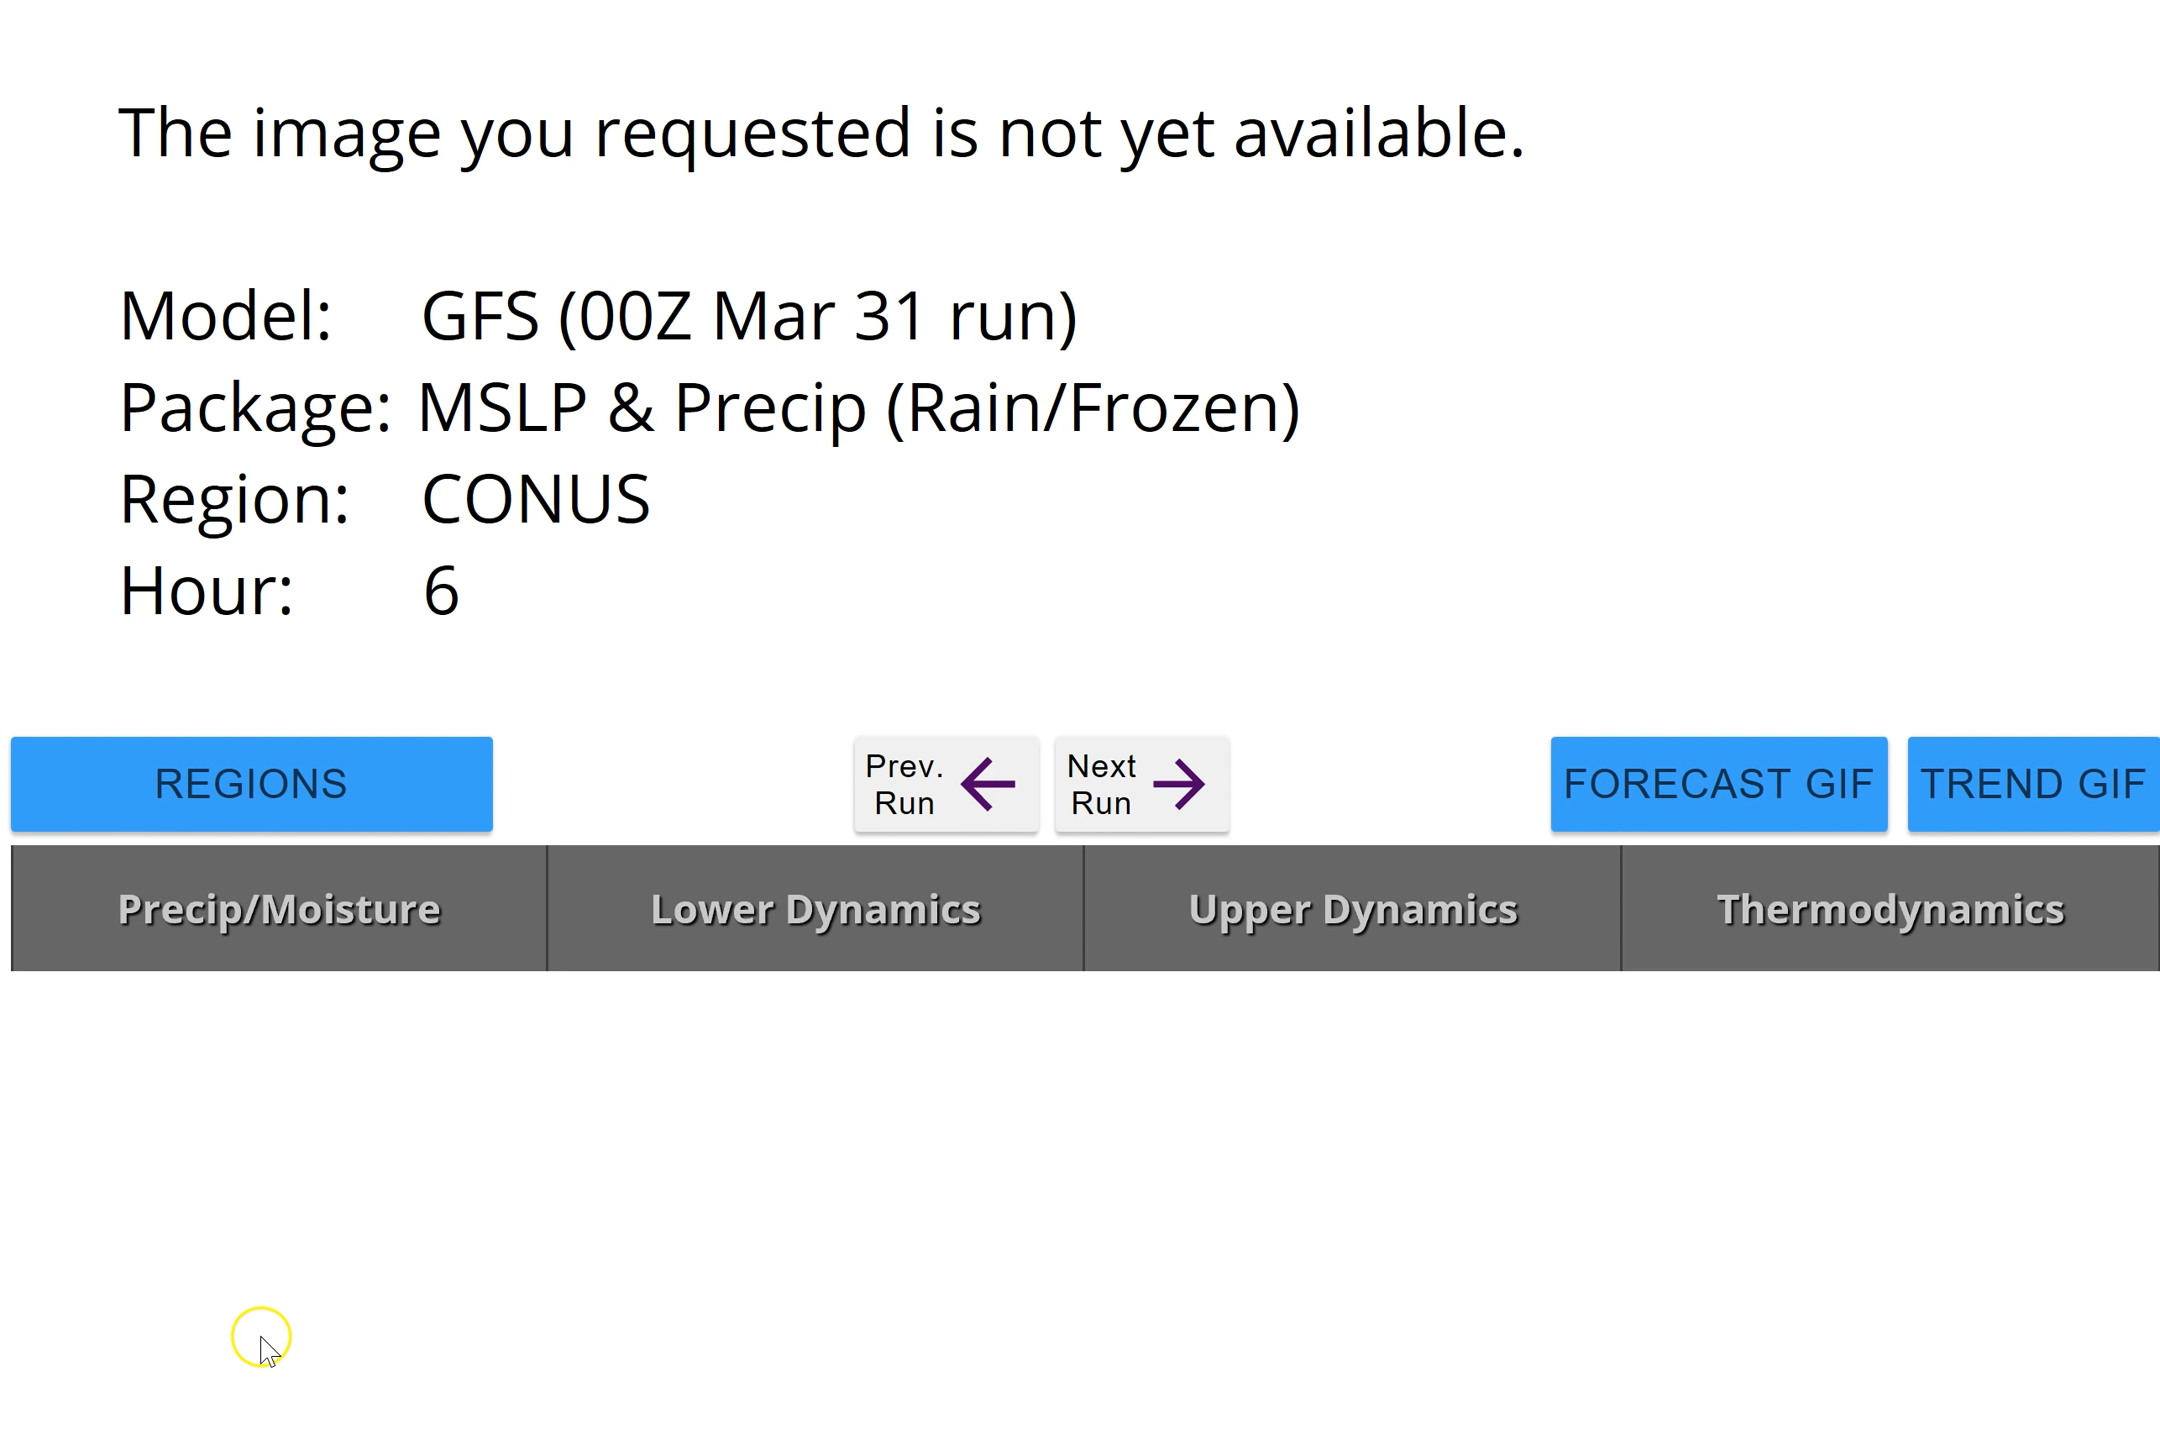 The image you requested is not yet available.
Model: GFS (00Z Mar 31 run)
Package: MSLP & Precip (Rain/Frozen)
Region: CONUS
Hour: 6
REGIONS
Prev. Run
Next Run
FORECAST GIF
TREND GIF
Precip/Moisture
Lower Dynamics
Upper Dynamics
Thermodynamics